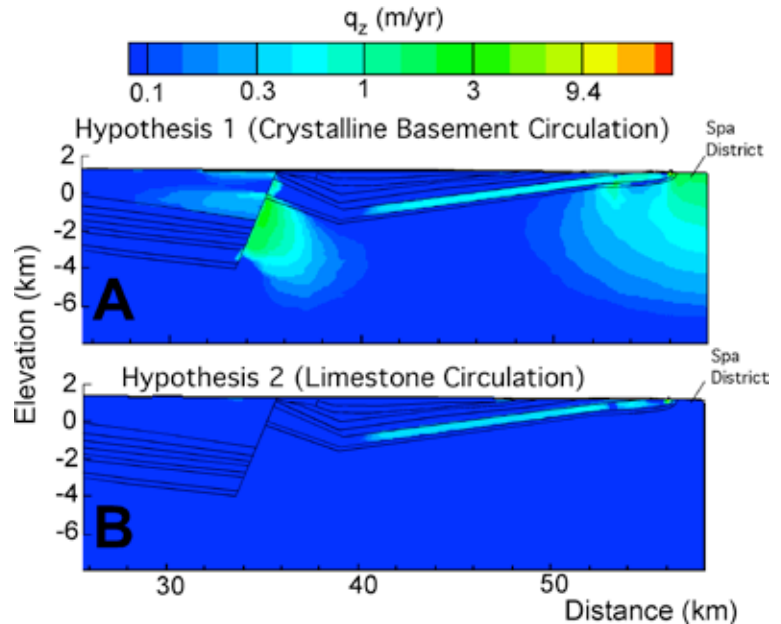 q_z (m/yr)
0.1 0.3 1 3 9.4
Hypothesis 1 (Crystalline Basement Circulation)
Spa
District
2
0
-2
-4
-6
A
Elevation (km)
Hypothesis 2 (Limestone Circulation)
Spa
District
2
0
-2
-4
-6
B
30 40 50
Distance (km)